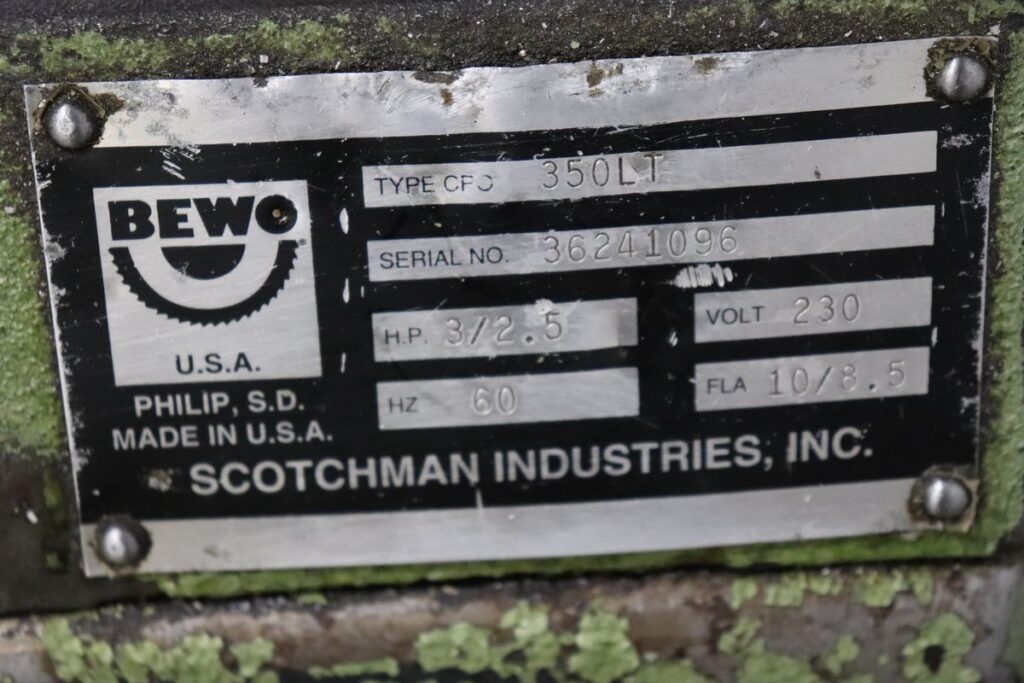 BEWO
®
U.S.A.
PHILIP, S.D.
MADE IN U.S.A.
TYPE CPO 350LT
SERIAL NO. 36241096
H.P. 3/2.5
VOLT 230
HZ 60
FLA 10/8.5
SCOTCHMAN INDUSTRIES, INC.